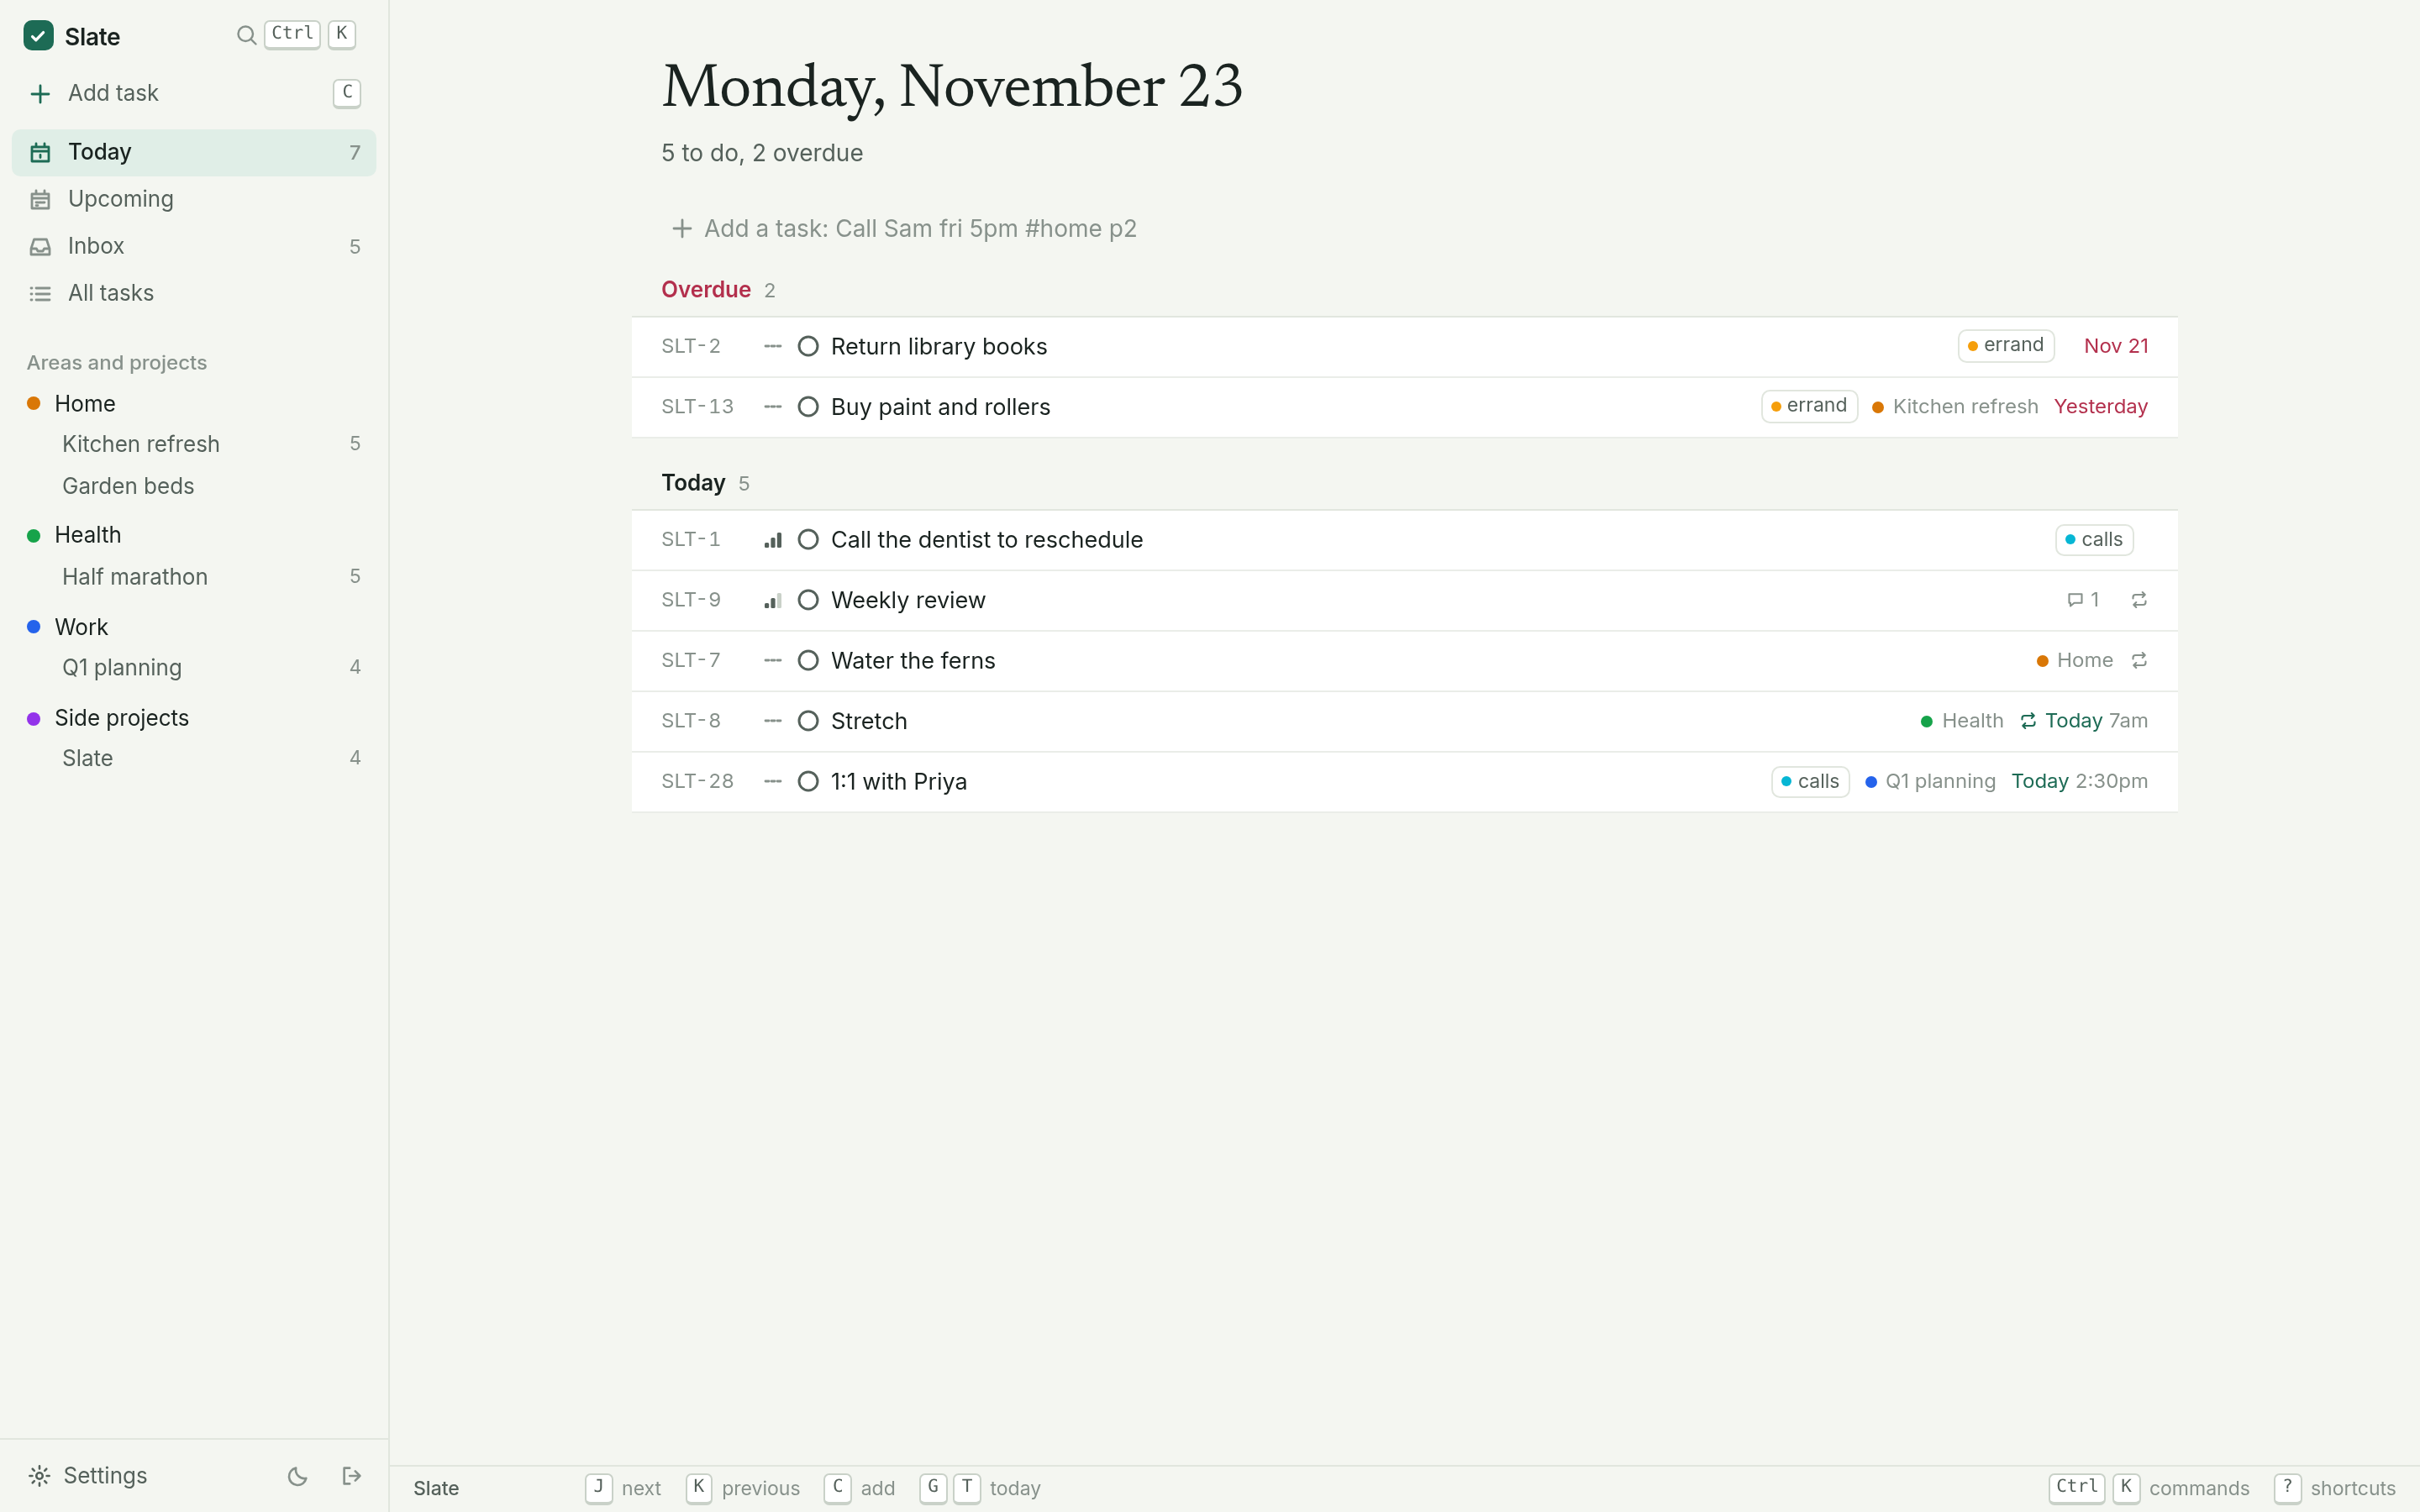 Slate Ctrl K
Add task C
Today 7
Upcoming
Inbox 5
All tasks
Areas and projects
Home
Kitchen refresh 5
Garden beds
Health
Half marathon 5
Work
Q1 planning 4
Side projects
Slate 4
Settings
Monday, November 23
5 to do, 2 overdue
Add a task: Call Sam fri 5pm #home p2
Overdue 2
SLT-2 Return library books errand Nov 21
SLT-13 Buy paint and rollers errand Kitchen refresh Yesterday
Today 5
SLT-1 Call the dentist to reschedule calls
SLT-9 Weekly review 1
SLT-7 Water the ferns Home
SLT-8 Stretch Health Today 7am
SLT-28 1:1 with Priya calls Q1 planning Today 2:30pm
Slate J next K previous C add G T today Ctrl K commands ? shortcuts